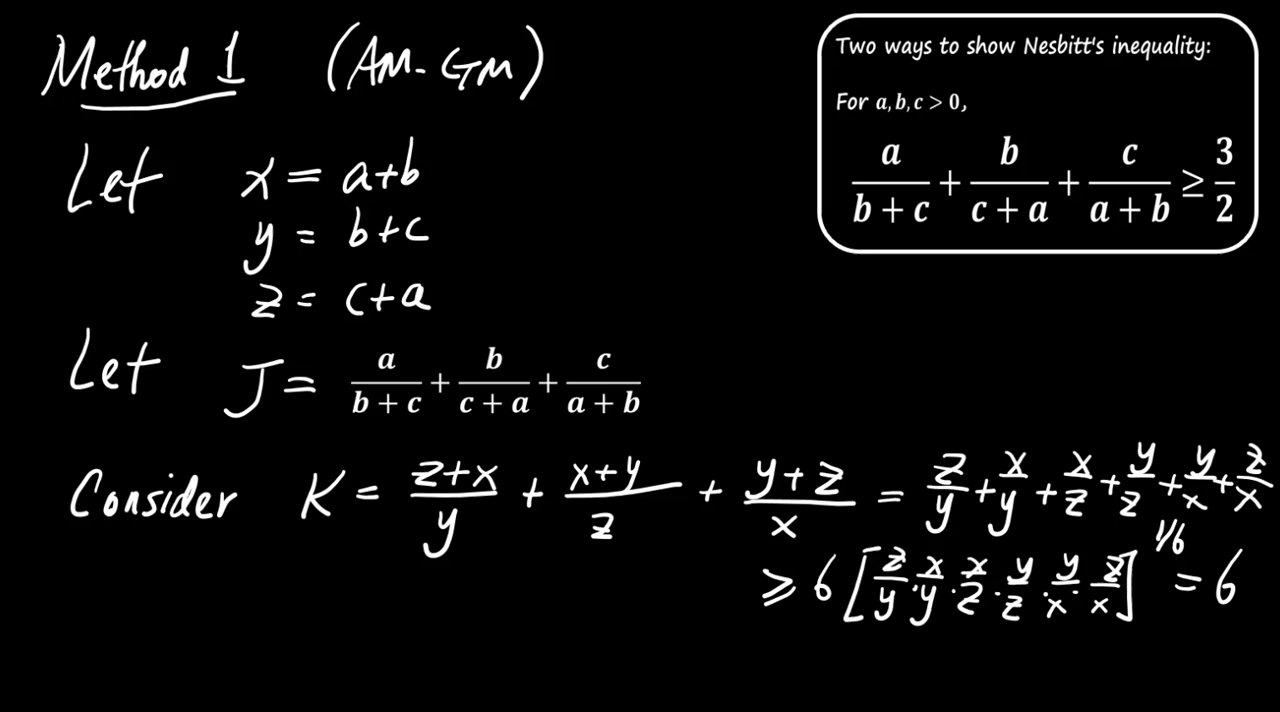 Method 1 (AM-GM)
Two ways to show Nesbitt's inequality:
For a, b, c > 0,
a/(b + c) + b/(c + a) + c/(a + b) ≥ 3/2
Let x = a+b
y = b+c
z = c+a
Let J = a/(b + c) + b/(c + a) + c/(a + b)
Consider K = (z+x)/y + (x+y)/z + (y+z)/x = z/y + x/y + x/z + y/z + y/x + z/x
≥ 6 [z/y · x/y · x/z · y/z · y/x · z/x]^(1/6) = 6